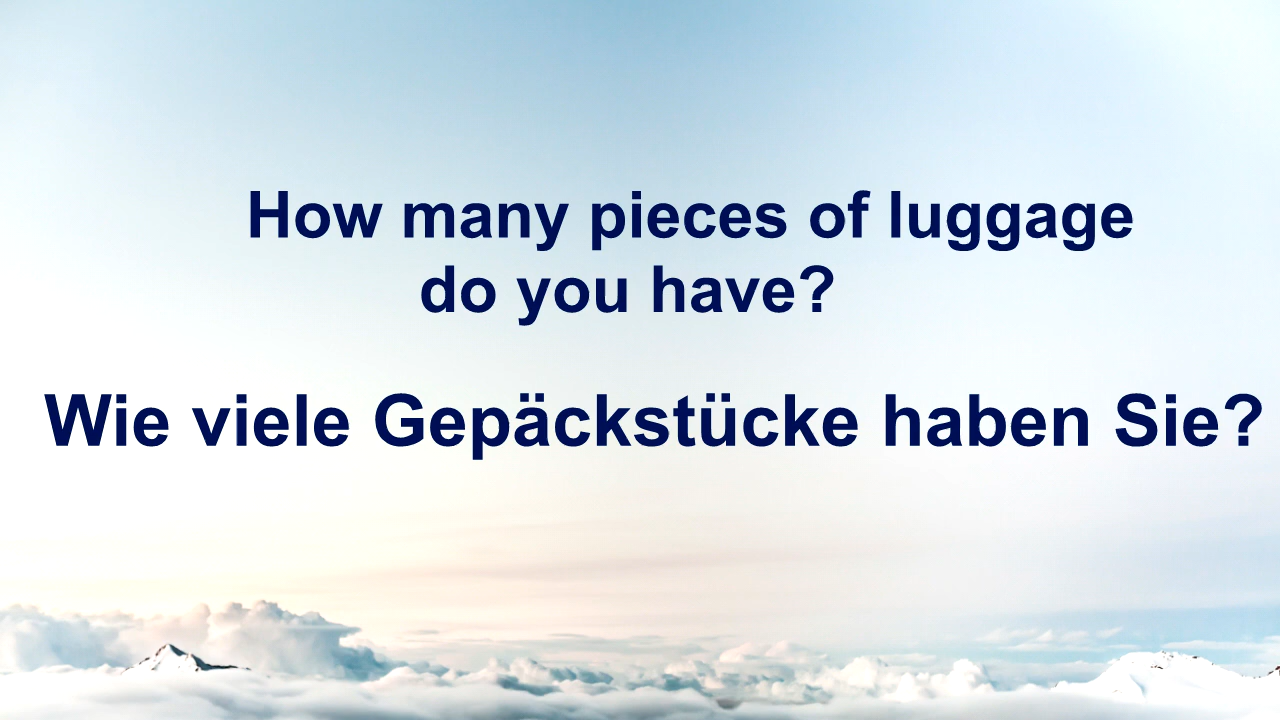 How many pieces of luggage
do you have?
Wie viele Gepäckstücke haben Sie?